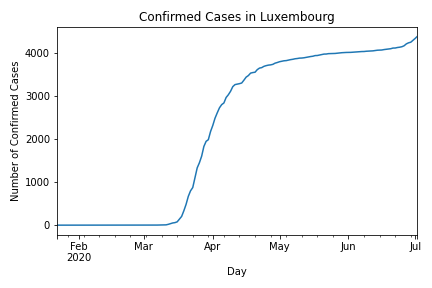 Confirmed Cases in Luxembourg
Number of Confirmed Cases
4000
3000
2000
1000
0
Feb Mar Apr May Jun Jul
2020
Day